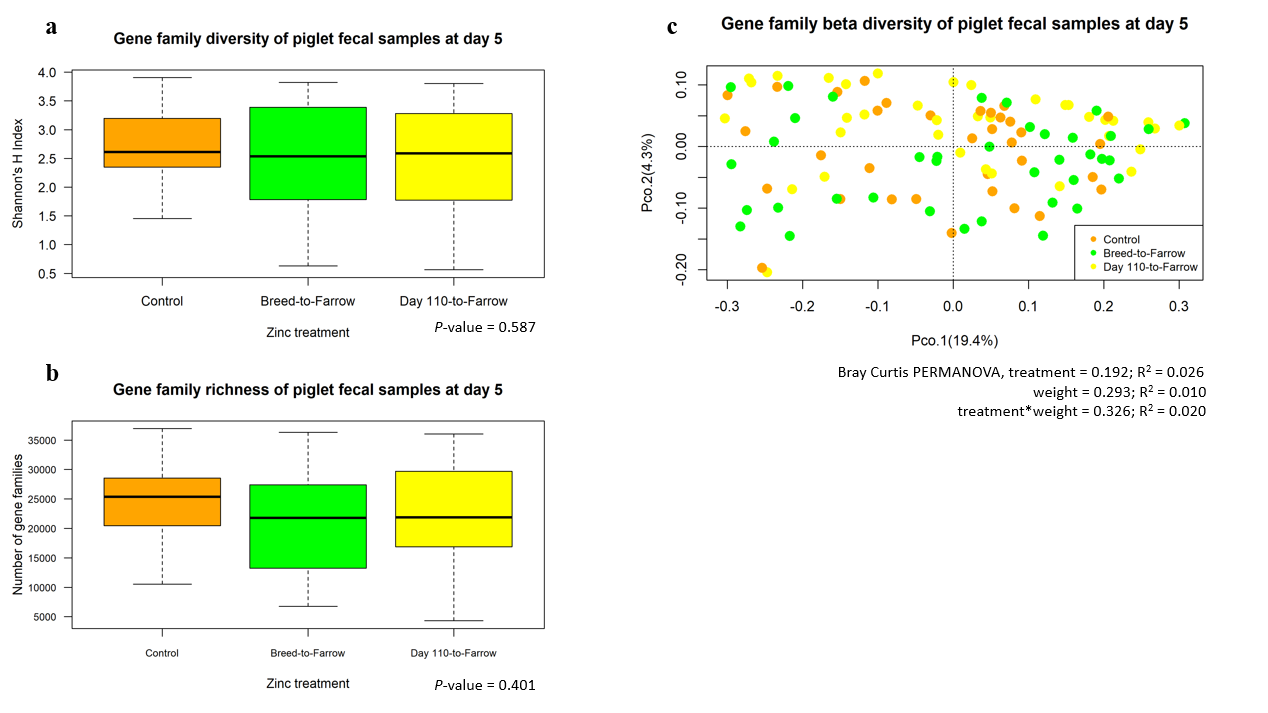 a
Gene family diversity of piglet fecal samples at day 5
Shannon's H Index
4.0
3.5
3.0
2.5
2.0
1.5
1.0
0.5
Control
Breed-to-Farrow
Day 110-to-Farrow
Zinc treatment
P-value = 0.587
b
Gene family richness of piglet fecal samples at day 5
Number of gene families
35000
30000
25000
20000
15000
10000
5000
Control
Breed-to-Farrow
Day 110-to-Farrow
Zinc treatment
P-value = 0.401
c
Gene family beta diversity of piglet fecal samples at day 5
Pco.2(4.3%)
0.10
0.00
-0.10
-0.20
Control
Breed-to-Farrow
Day 110-to-Farrow
-0.3
-0.2
-0.1
0.0
0.1
0.2
0.3
Pco.1(19.4%)
Bray Curtis PERMANOVA, treatment = 0.192; R² = 0.026
weight = 0.293; R² = 0.010
treatment*weight = 0.326; R² = 0.020